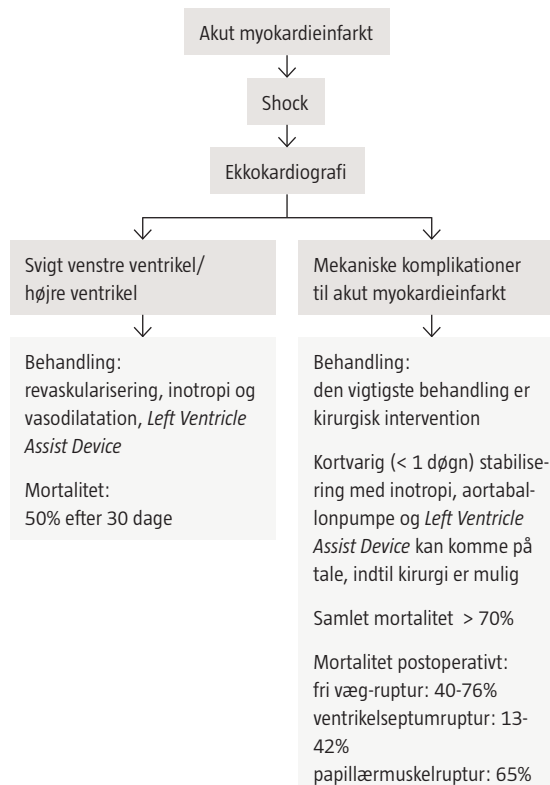 Akut myokardieinfarkt
Shock
Ekkokardiografi
Svigt venstre ventrikel/
højre ventrikel
Behandling:
revaskularisering, inotropi og
vasodilatation, Left Ventricle
Assist Device
Mortalitet:
50% efter 30 dage
Mekaniske komplikationer
til akut myokardieinfarkt
Behandling:
den vigtigste behandling er
kirurgisk intervention
Kortvarig (< 1 døgn) stabilise-
ring med inotropi, aortabal-
lonpumpe og Left Ventricle
Assist Device kan komme på
tale, indtil kirurgi er mulig
Samlet mortalitet > 70%
Mortalitet postoperativt:
fri væg-ruptur: 40-76%
ventrikelseptumruptur: 13-
42%
papillærmuskelruptur: 65%